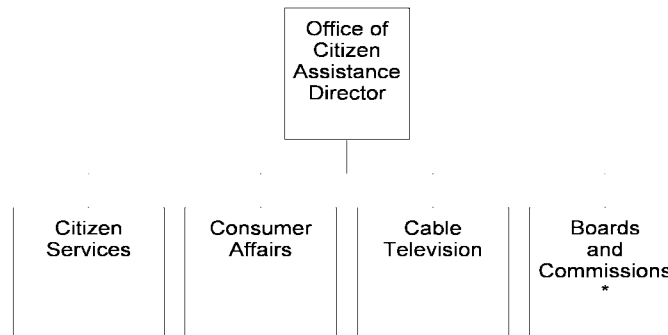 Office of
Citizen
Assistance
Director
Citizen
Services
Consumer
Affairs
Cable
Television
Boards
and
Commissions
*